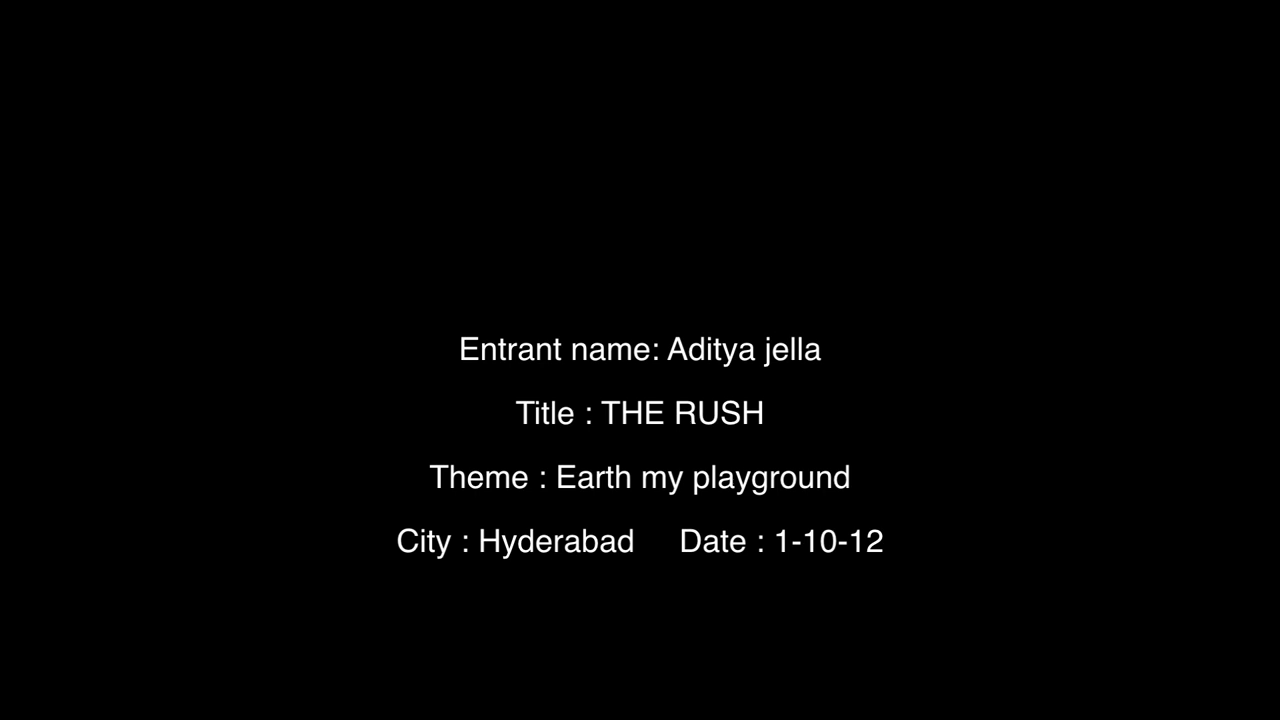 Entrant name: Aditya jella
Title : THE RUSH
Theme : Earth my playground
City : Hyderabad     Date : 1-10-12